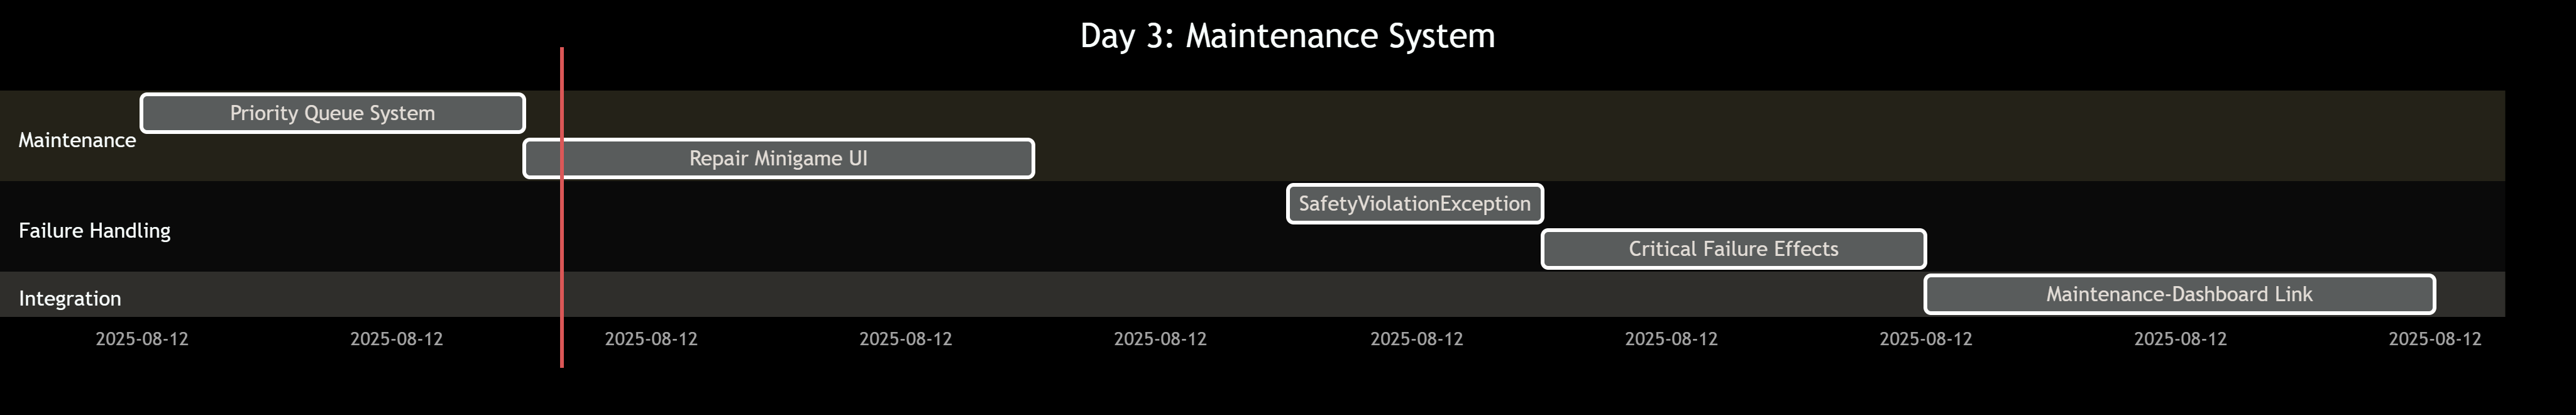 Day 3: Maintenance System
Priority Queue System
Maintenance
Repair Minigame UI
SafetyViolationException
Failure Handling
Critical Failure Effects
Integration
Maintenance-Dashboard Link
2025-08-12 2025-08-12 2025-08-12 2025-08-12 2025-08-12 2025-08-12 2025-08-12 2025-08-12 2025-08-12 2025-08-12